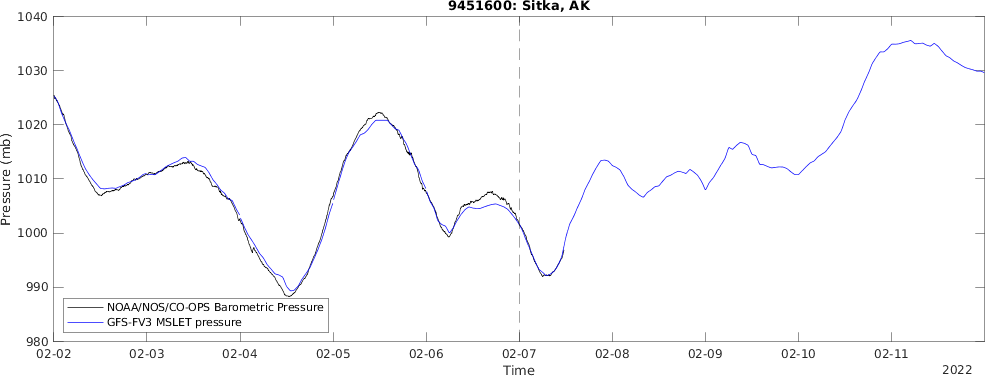 9451600: Sitka, AK
Pressure (mb)
1040
1030
1020
1010
1000
990
980
NOAA/NOS/CO-OPS Barometric Pressure
GFS-FV3 MSLET pressure
02-02 02-03 02-04 02-05 02-06 02-07 02-08 02-09 02-10 02-11
Time
2022